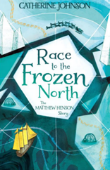 CATHERINE JOHNSON
Race
to the
Frozen
North
The
MATTHEW HENSON
Story